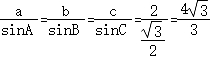 a/sinA = b/sinB = c/sinC = 2/(√3/2) = 4√3/3